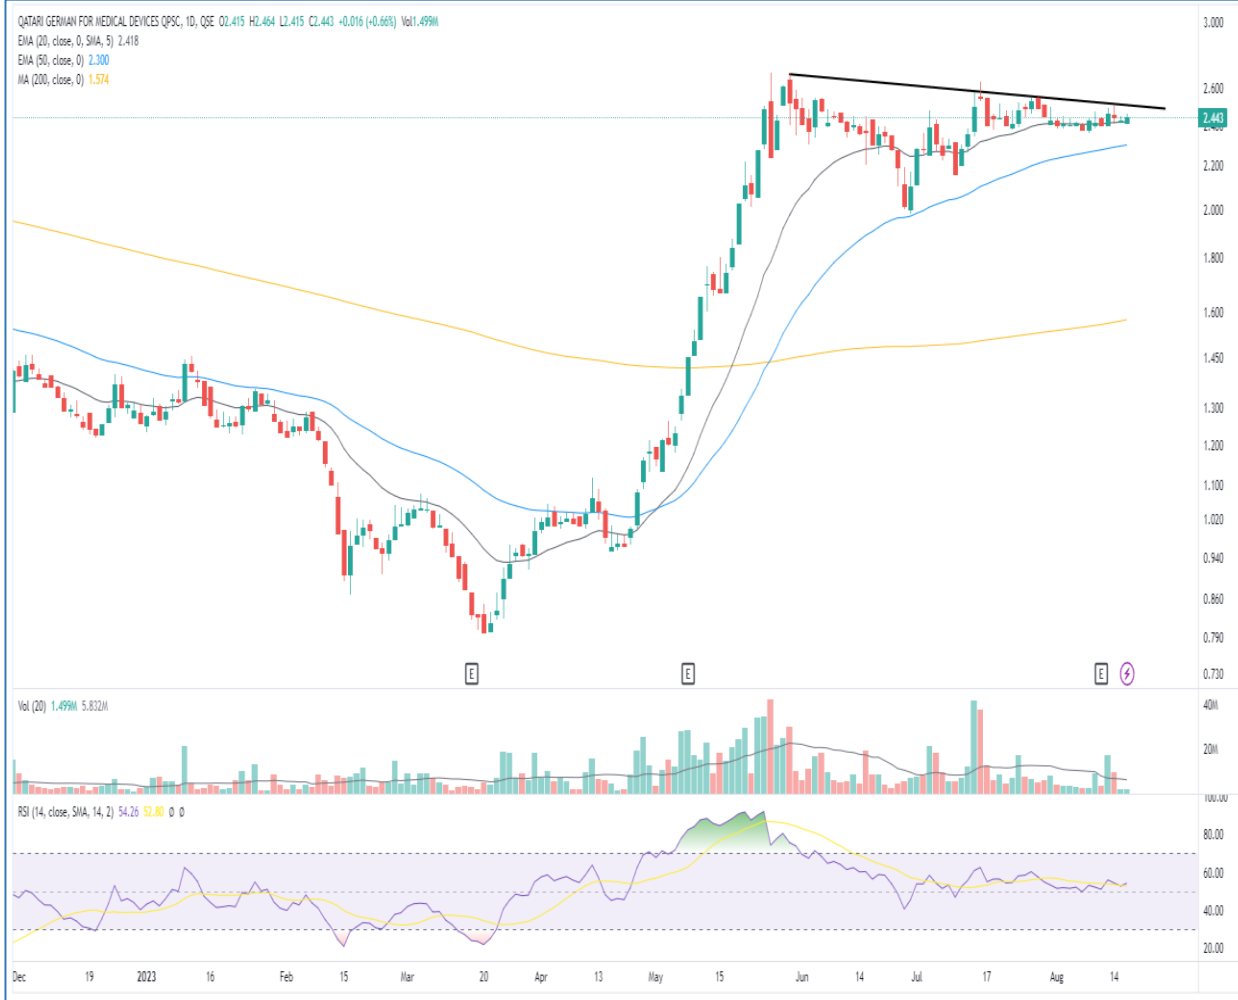 QATARI GERMAN FOR MEDICAL DEVICES QPSC, 1D, QSE O2.415 H2.464 L2.415 C2.443 +0.016 (+0.66%) Vol1.499M
EMA (20, close, 0, SMA, 5) 2.418
EMA (50, close, 0) 2.300
MA (200, close, 0) 1.574
3.000
2.600
2.443
2.400
2.200
2.000
1.800
1.600
1.450
1.300
1.200
1.100
1.020
0.940
0.860
0.790
0.730
E E E
Vol (20) 1.499M 5.832M
40M
20M
RSI (14, close, SMA, 14, 2) 54.26 52.80 Ø Ø
100.00
80.00
60.00
40.00
20.00
Dec 19 2023 16 Feb 15 Mar 20 Apr 13 May 15 Jun 14 Jul 17 Aug 14